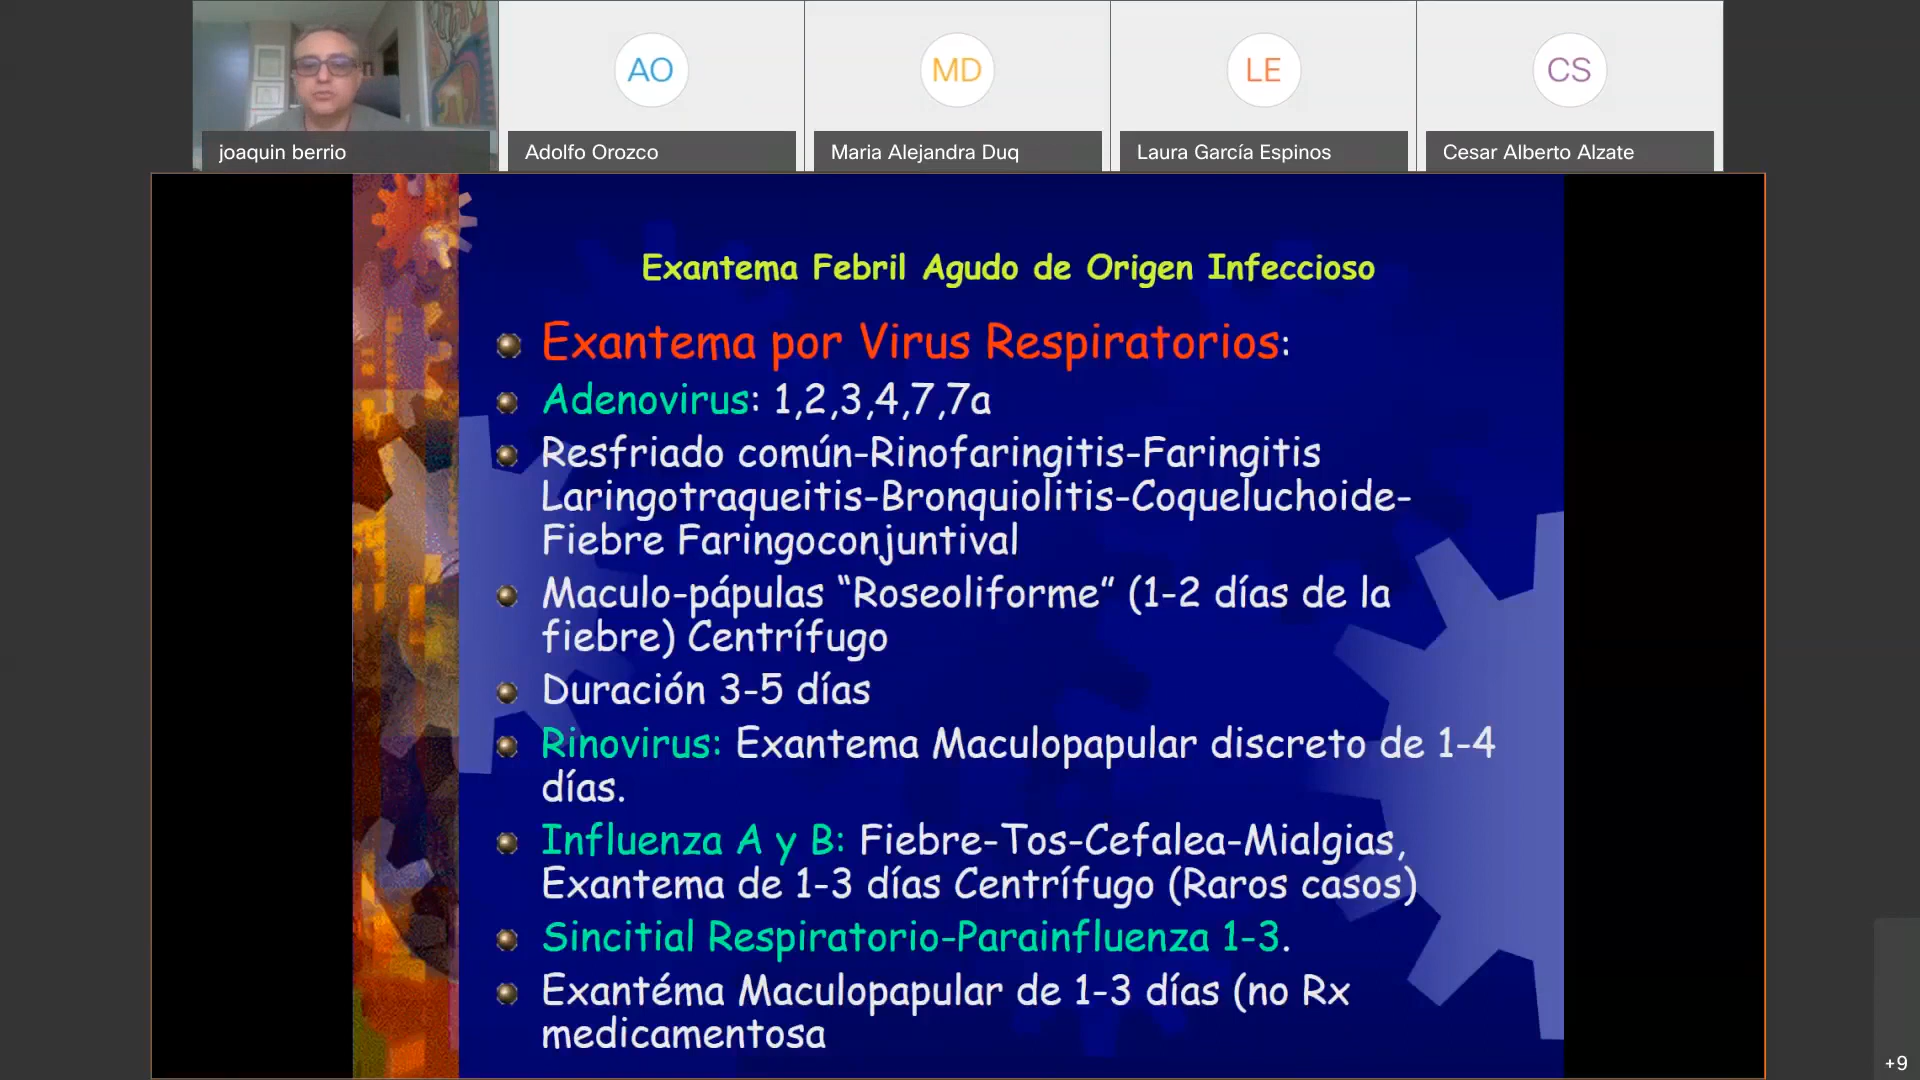 AO
MD
LE
CS
joaquin berrio
Adolfo Orozco
Maria Alejandra Duq
Laura García Espinos
Cesar Alberto Alzate
Exantema Febril Agudo de Origen Infeccioso
Exantema por Virus Respiratorios:
Adenovirus: 1,2,3,4,7,7a
Resfriado común-Rinofaringitis-Faringitis
Laringotraqueitis-Bronquiolitis-Coqueluchoide-
Fiebre Faringoconjuntival
Maculo-pápulas “Roseoliforme” (1-2 días de la
fiebre) Centrífugo
Duración 3-5 días
Rinovirus: Exantema Maculopapular discreto de 1-4
días.
Influenza A y B: Fiebre-Tos-Cefalea-Mialgias,
Exantema de 1-3 días Centrífugo (Raros casos)
Sincitial Respiratorio-Parainfluenza 1-3.
Exantéma Maculopapular de 1-3 días (no Rx
medicamentosa
+9